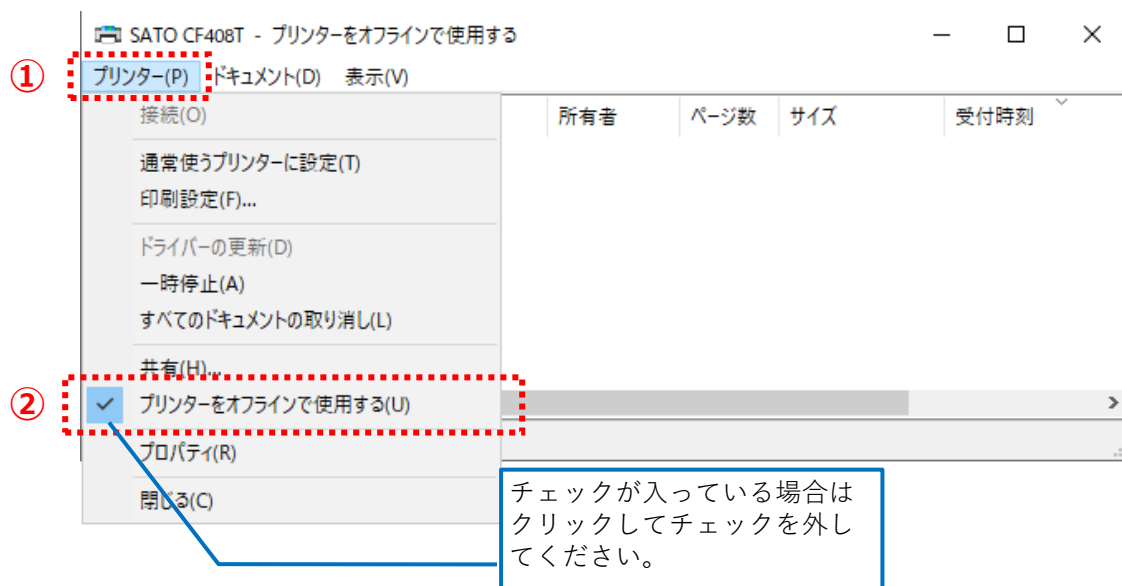 SATO CF408T - プリンターをオフラインで使用する
①
プリンター(P) ドキュメント(D) 表示(V)
接続(O)
所有者 ページ数 サイズ 受付時刻
通常使うプリンターに設定(T)
印刷設定(F)...
ドライバーの更新(D)
一時停止(A)
すべてのドキュメントの取り消し(L)
共有(H)...
②
プリンターをオフラインで使用する(U)
プロパティ(R)
閉じる(C)
チェックが入っている場合は
クリックしてチェックを外し
てください。